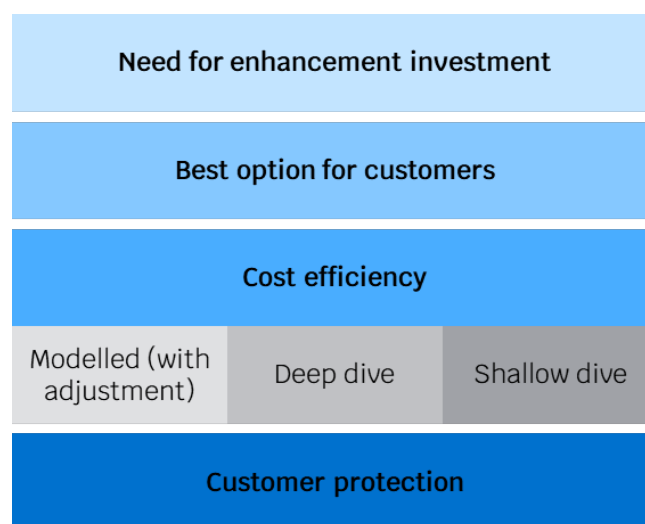 Need for enhancement investment
Best option for customers
Cost efficiency
Modelled (with
adjustment)
Deep dive
Shallow dive
Customer protection